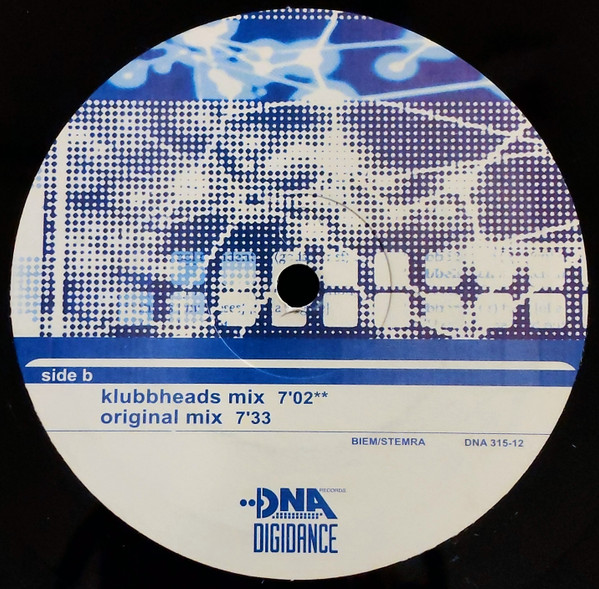 side b
klubbheads mix 7'02**
original mix 7'33
BIEM/STEMRA DNA 315-12
DNA RECORDS
DIGIDANCE